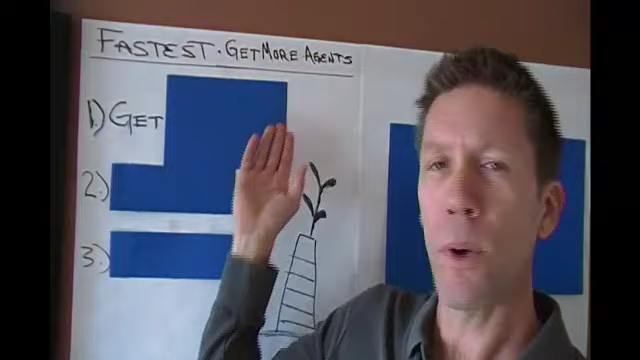 FASTEST · GET MORE AGENTS
1.) GET
2.)
3.)